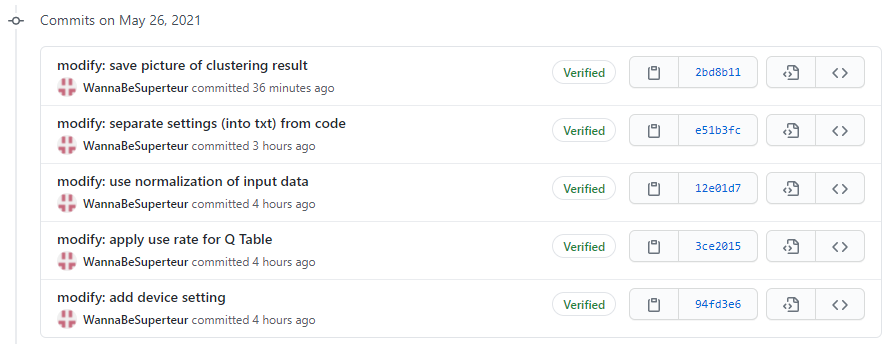 Commits on May 26, 2021
modify: save picture of clustering result
Verified
2bd8b11
WannaBeSuperteur committed 36 minutes ago
modify: separate settings (into txt) from code
Verified
e51b3fc
WannaBeSuperteur committed 3 hours ago
modify: use normalization of input data
Verified
12e01d7
WannaBeSuperteur committed 4 hours ago
modify: apply use rate for Q Table
Verified
3ce2015
WannaBeSuperteur committed 4 hours ago
modify: add device setting
Verified
94fd3e6
WannaBeSuperteur committed 4 hours ago